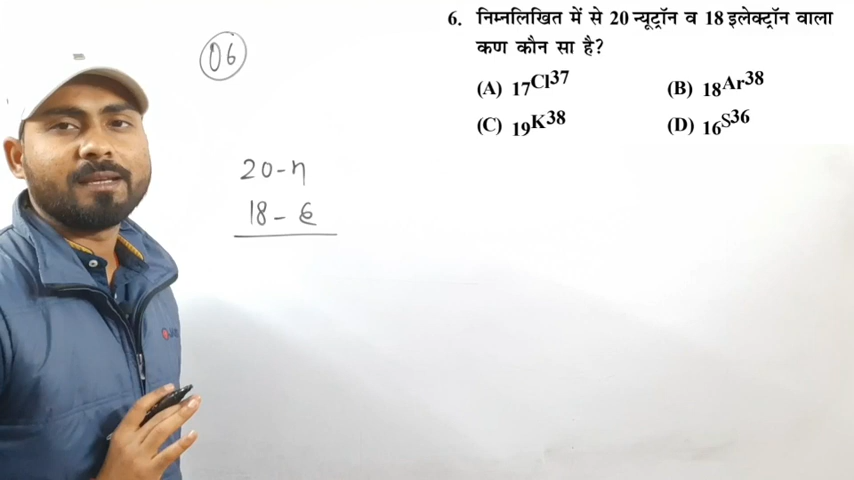 6. निम्नलिखित में से 20 न्यूट्रॉन व 18 इलेक्ट्रॉन वाला
कण कौन सा है?
(A) 17Cl37 (B) 18Ar38
(C) 19K38 (D) 16S36
06
20-n
18-e